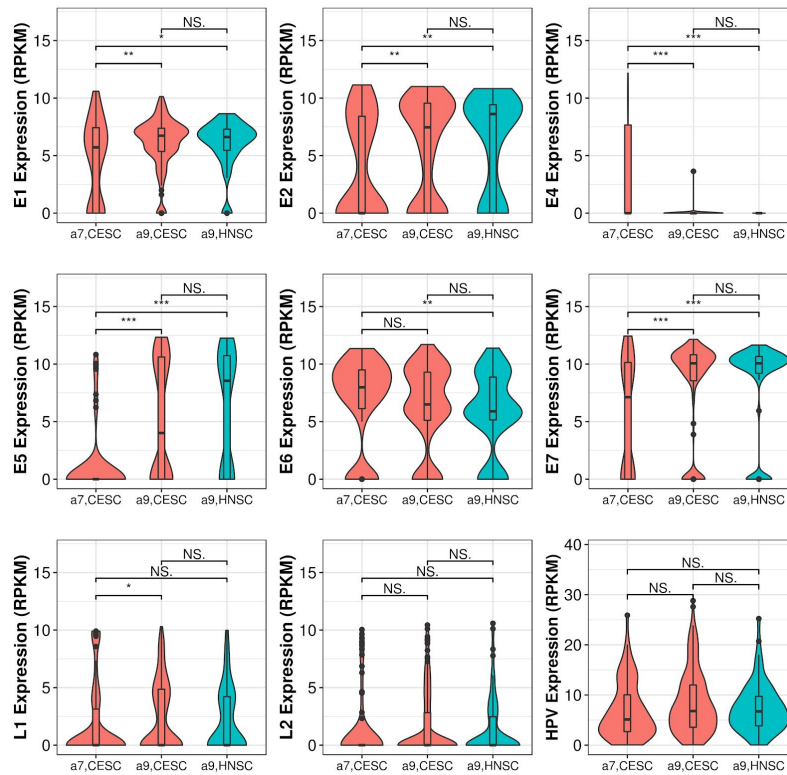 E1 Expression (RPKM)
15
10
5
0
NS.
*
**
a7,CESC a9,CESC a9,HNSC
E2 Expression (RPKM)
15
10
5
0
NS.
**
**
a7,CESC a9,CESC a9,HNSC
E4 Expression (RPKM)
15
10
5
0
NS.
***
***
a7,CESC a9,CESC a9,HNSC
E5 Expression (RPKM)
15
10
5
0
NS.
***
***
a7,CESC a9,CESC a9,HNSC
E6 Expression (RPKM)
15
10
5
0
NS.
**
NS.
a7,CESC a9,CESC a9,HNSC
E7 Expression (RPKM)
15
10
5
0
NS.
***
***
a7,CESC a9,CESC a9,HNSC
L1 Expression (RPKM)
15
10
5
0
NS.
NS.
*
a7,CESC a9,CESC a9,HNSC
L2 Expression (RPKM)
15
10
5
0
NS.
NS.
NS.
a7,CESC a9,CESC a9,HNSC
HPV Expression (RPKM)
40
30
20
10
0
NS.
NS.
NS.
a7,CESC a9,CESC a9,HNSC